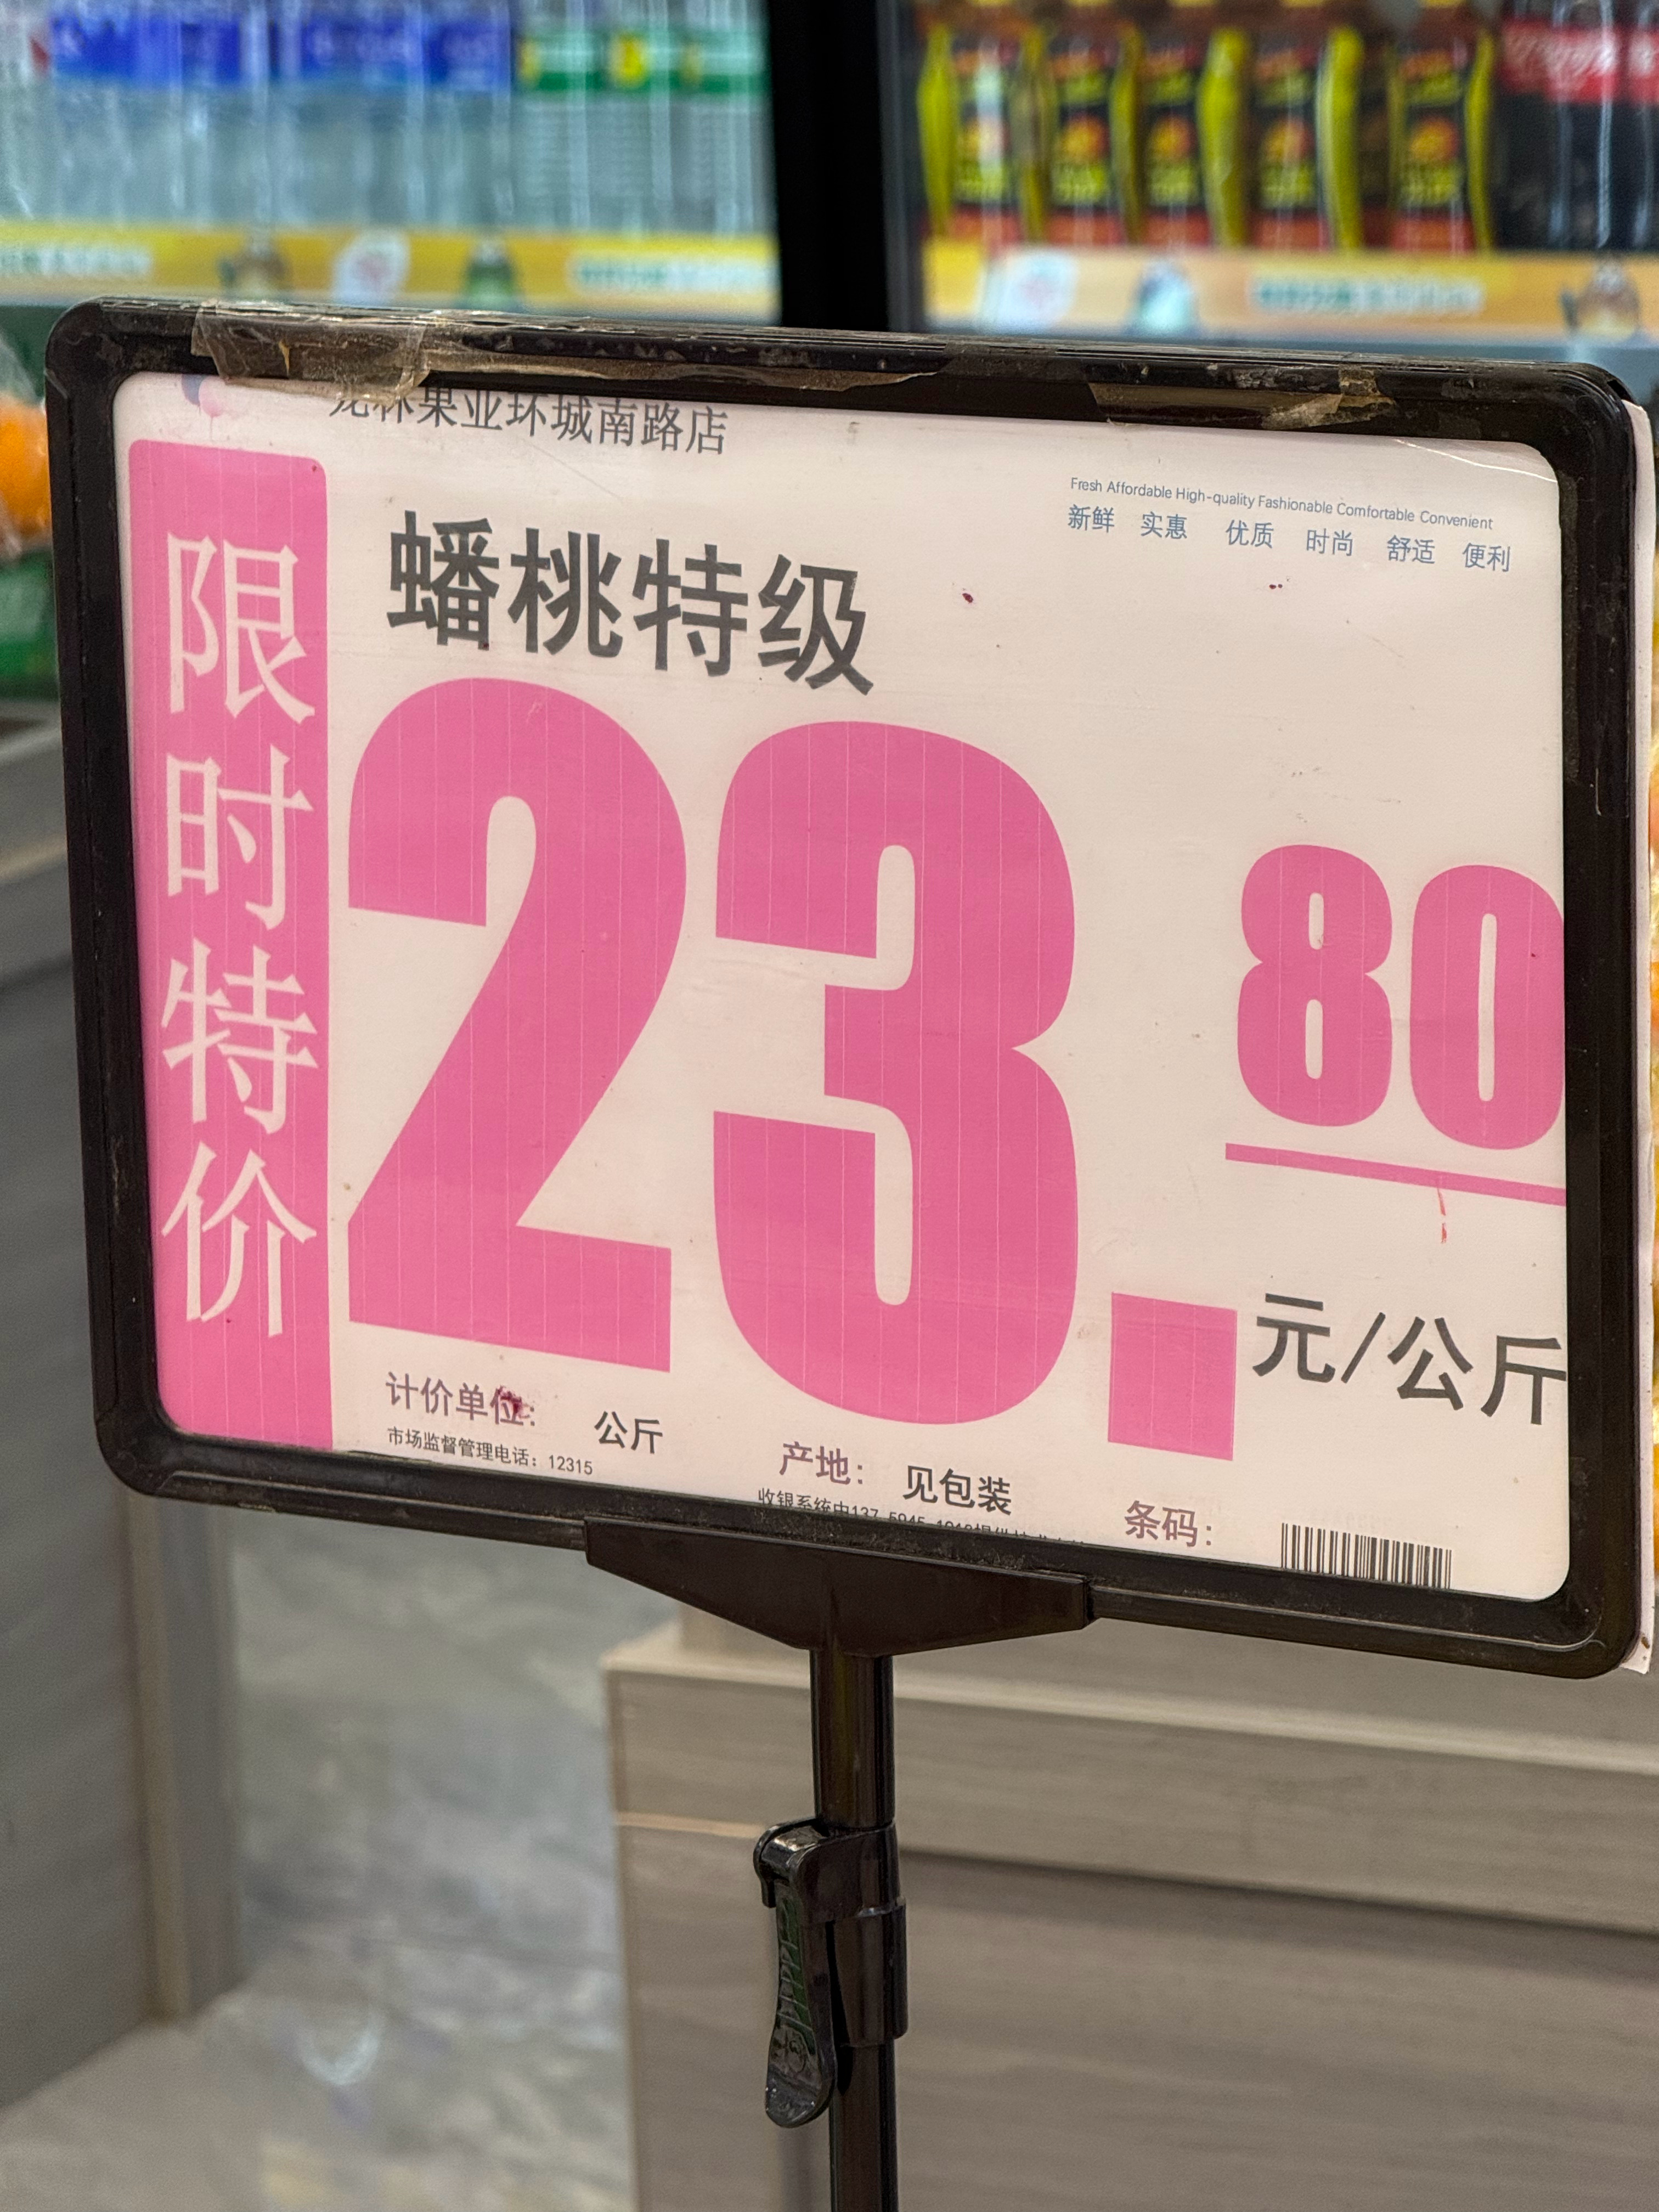 林果业环城南路店
Fresh Affordable High-quality Fashionable Comfortable Convenient
新鲜 实惠 优质 时尚 舒适 便利
限时特价
蟠桃特级
23.80
元/公斤
计价单位: 公斤
市场监督管理电话: 12315
产地: 见包装
条码: